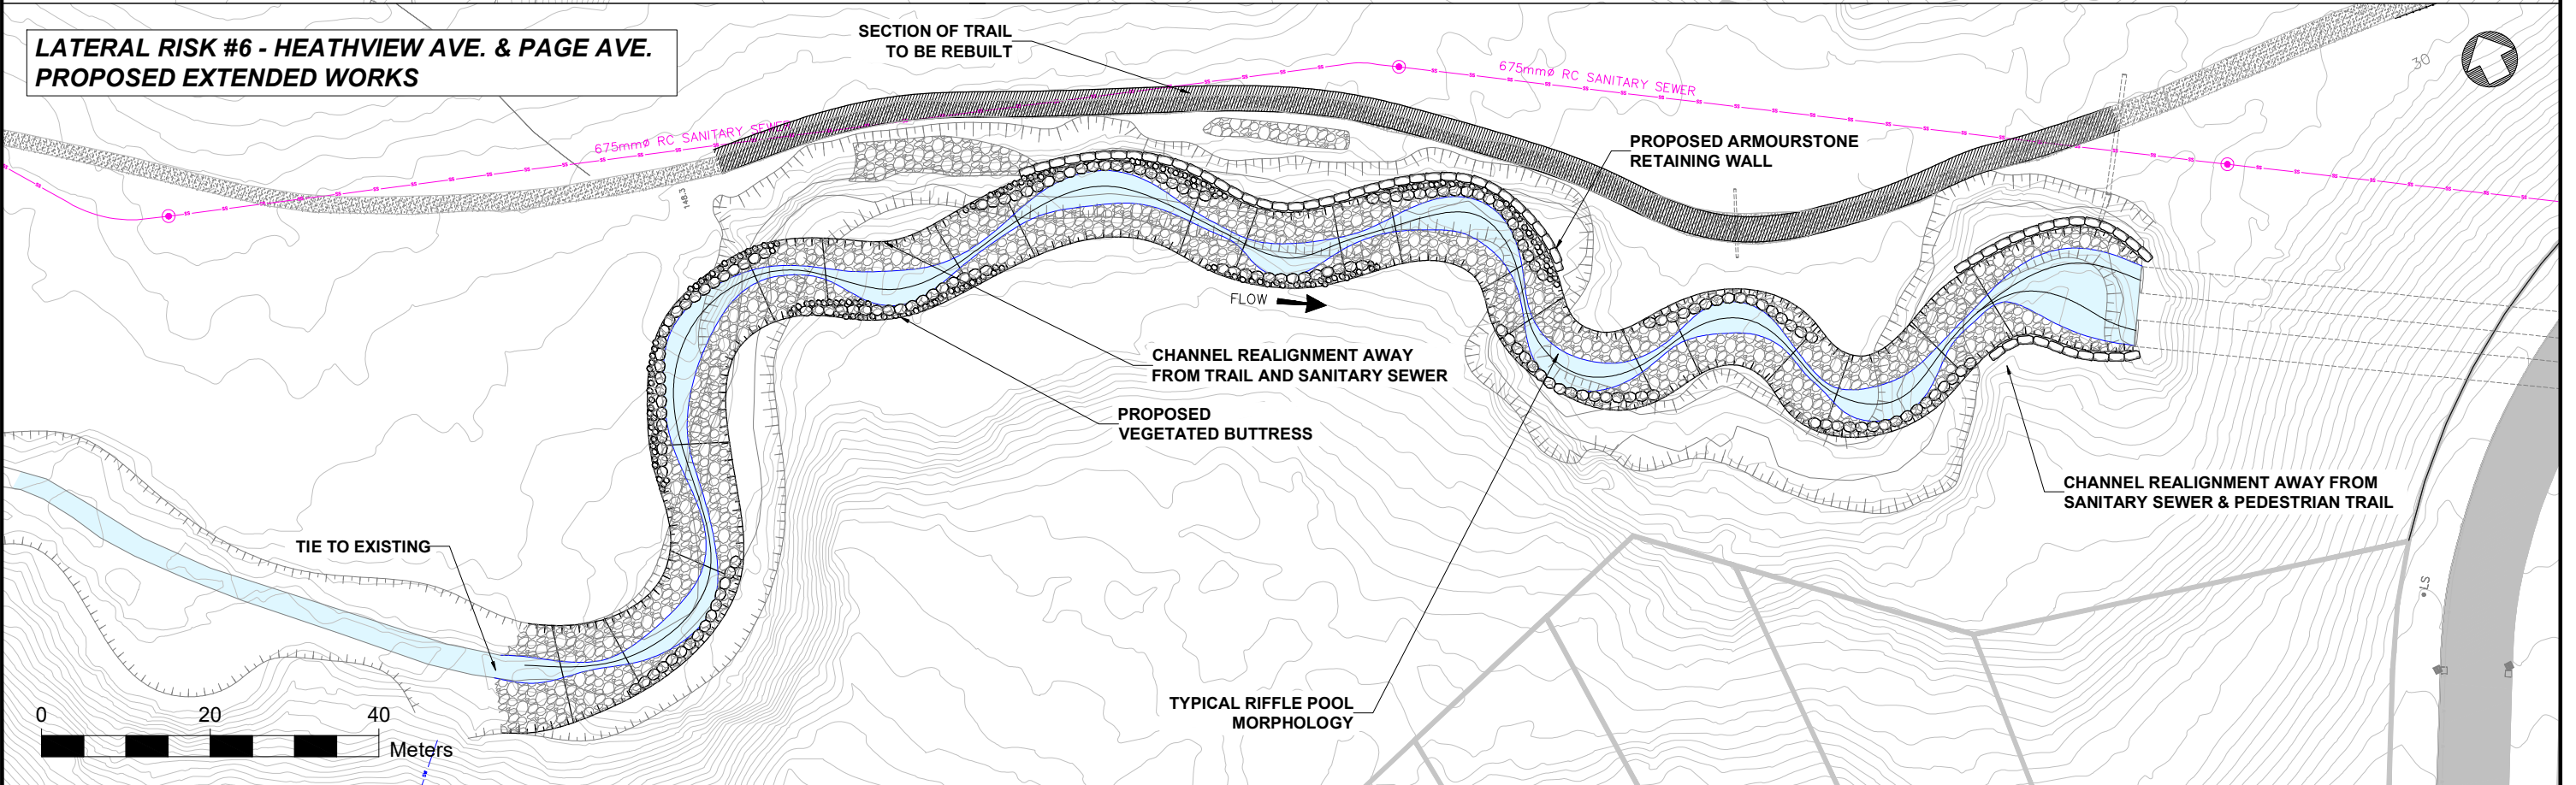 LATERAL RISK #6 - HEATHVIEW AVE. & PAGE AVE.
PROPOSED EXTENDED WORKS
SECTION OF TRAIL
TO BE REBUILT
675mmø RC SANITARY SEWER
675mmø RC SANITARY SEWER
30
PROPOSED ARMOURSTONE
RETAINING WALL
1483
FLOW
CHANNEL REALIGNMENT AWAY
FROM TRAIL AND SANITARY SEWER
PROPOSED
VEGETATED BUTTRESS
CHANNEL REALIGNMENT AWAY FROM
SANITARY SEWER & PEDESTRIAN TRAIL
TIE TO EXISTING
LS
TYPICAL RIFFLE POOL
MORPHOLOGY
0 20 40
Meters